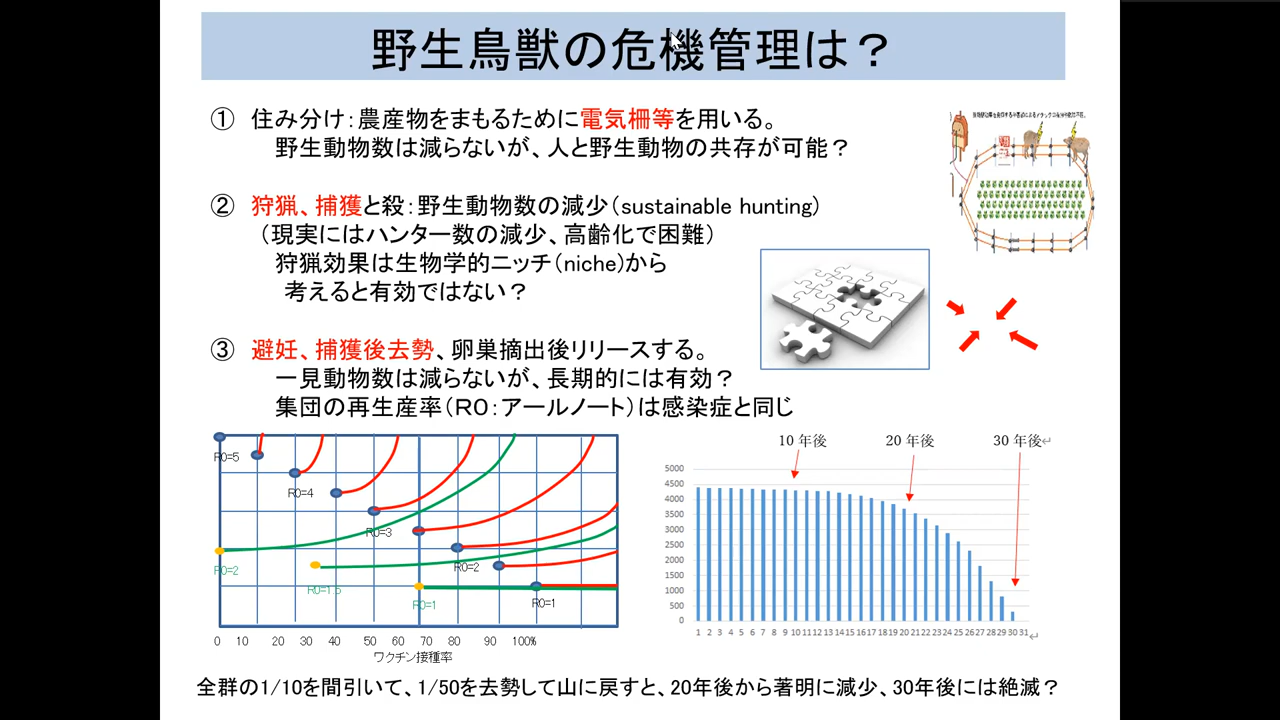 野生鳥獣の危機管理は？
① 住み分け：農産物をまもるために電気柵等を用いる。
野生動物数は減らないが、人と野生動物の共存が可能？
② 狩猟、捕獲と殺：野生動物数の減少（sustainable hunting）
（現実にはハンター数の減少、高齢化で困難）
狩猟効果は生物学的ニッチ（niche)から
考えると有効ではない？
③ 避妊、捕獲後去勢、卵巣摘出後リリースする。
一見動物数は減らないが、長期的には有効？
集団の再生産率（R0：アールノート）は感染症と同じ
R0=5
R0=4
R0=3
R0=2
R0=1
R0=2
R0=1.5
R0=1
0 10 20 30 40 50 60 70 80 90 100%
ワクチン接種率
10 年後 20 年後 30 年後
5000
4500
4000
3500
3000
2500
2000
1500
1000
500
0
1 2 3 4 5 6 7 8 9 10 11 12 13 14 15 16 17 18 19 20 21 22 23 24 25 26 27 28 29 30 31
全群の1/10を間引いて、1/50を去勢して山に戻すと、20年後から著明に減少、30年後には絶滅？